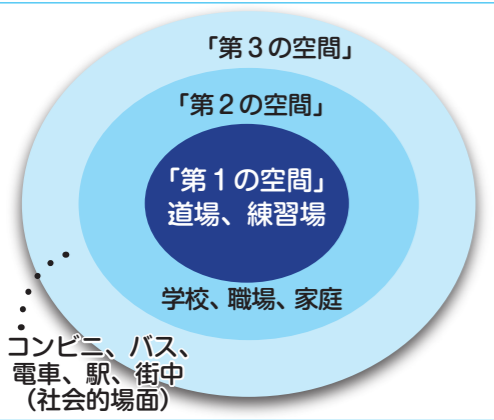 「第３の空間」
「第２の空間」
「第１の空間」
道場、練習場
学校、職場、家庭
コンビニ、バス、
電車、駅、街中
（社会的場面）